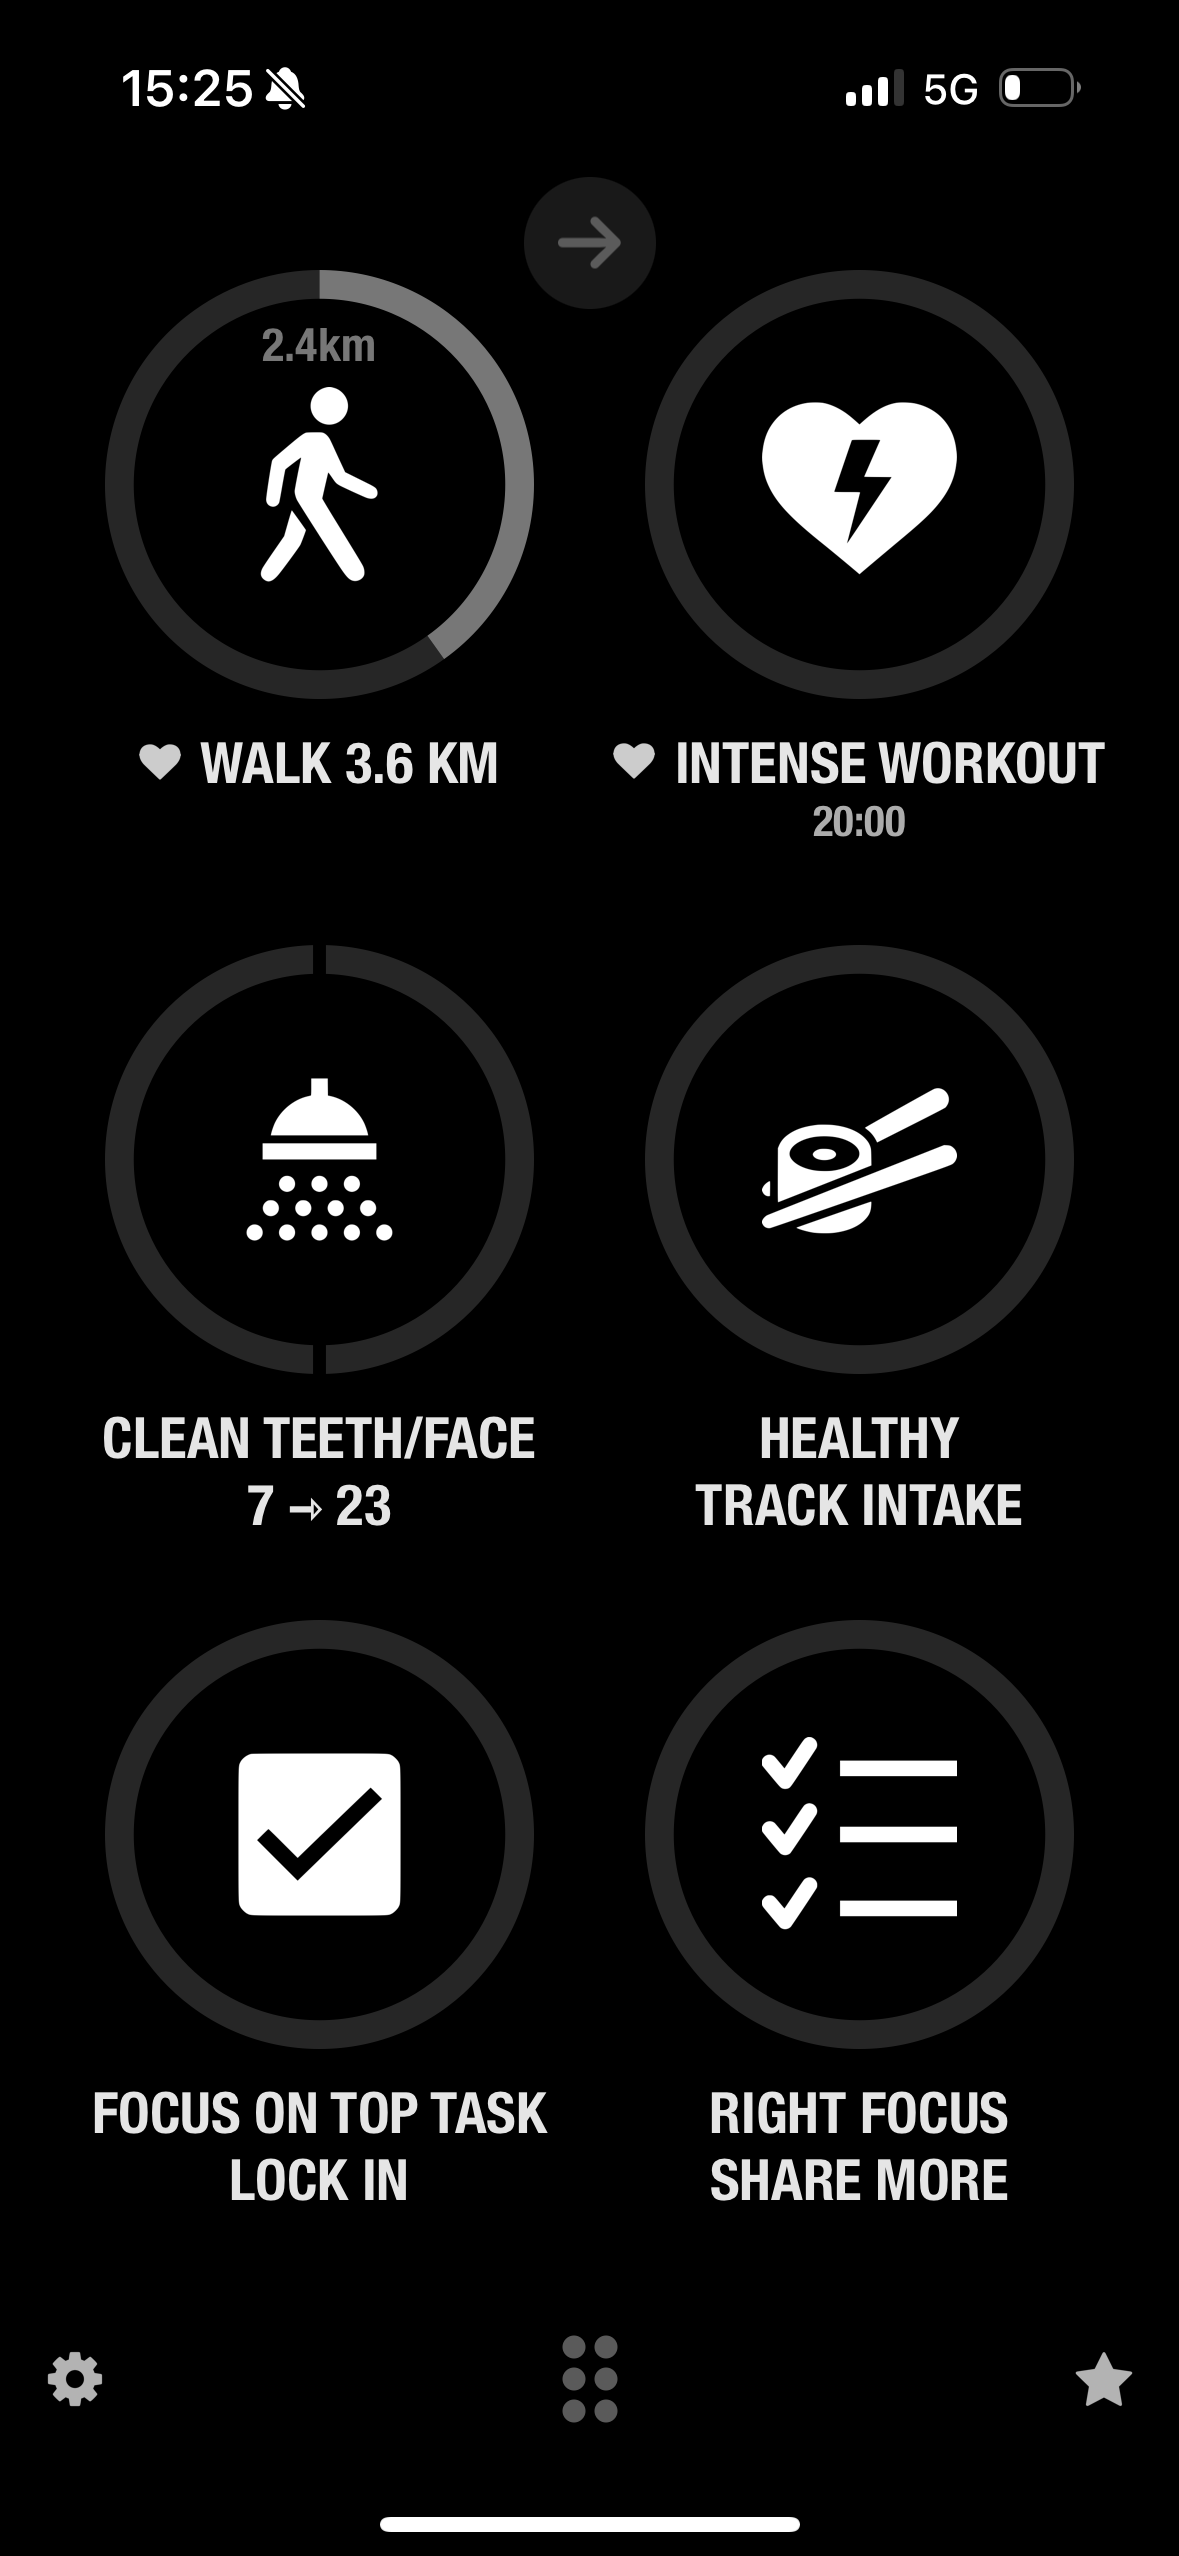 15:25
5G
2.4km
WALK 3.6 KM
INTENSE WORKOUT
20:00
CLEAN TEETH/FACE
7 → 23
HEALTHY
TRACK INTAKE
FOCUS ON TOP TASK
LOCK IN
RIGHT FOCUS
SHARE MORE